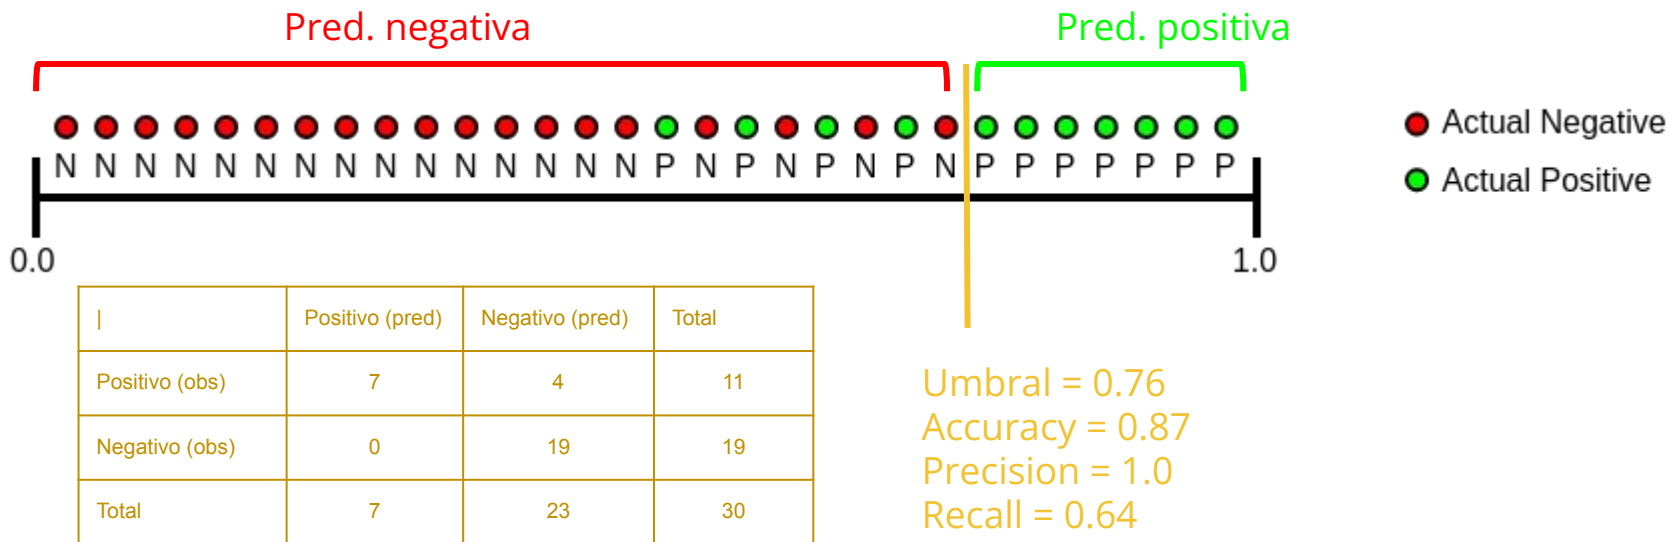 Pred. negativa Pred. positiva
N N N N N N N N N N N N N N N P N P N P N P N P P P P P P P
Actual Negative
Actual Positive
0.0 1.0
| Positivo (pred) Negativo (pred) Total
Positivo (obs) 7 4 11
Negativo (obs) 0 19 19
Total 7 23 30
Umbral = 0.76
Accuracy = 0.87
Precision = 1.0
Recall = 0.64